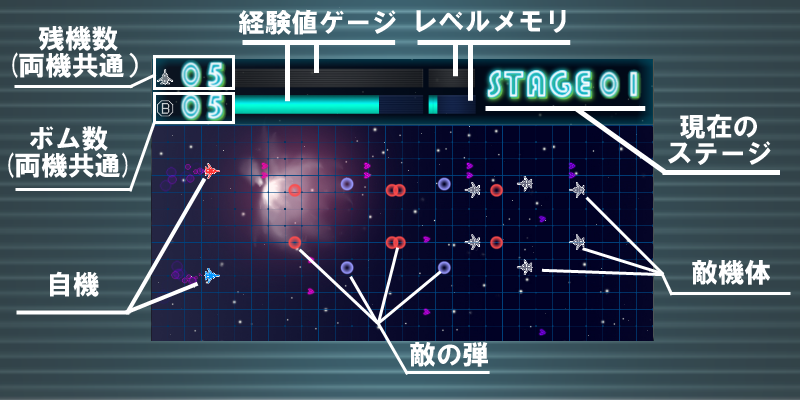 経験値ゲージ
レベルメモリ
残機数
(両機共通)
05
STAGE01
B
05
ボム数
(両機共通)
現在の
ステージ
自機
敵機体
敵の弾